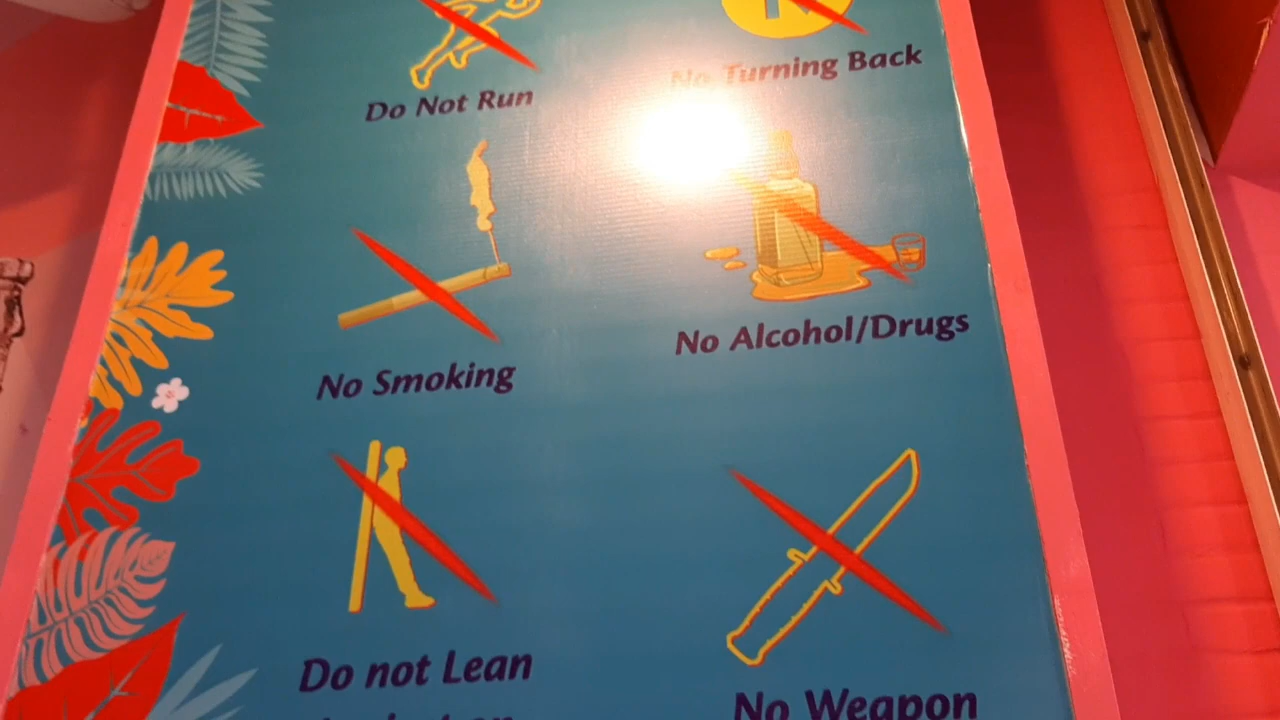 Do Not Run
No Turning Back
No Smoking
No Alcohol/Drugs
Do not Lean
No Weapon